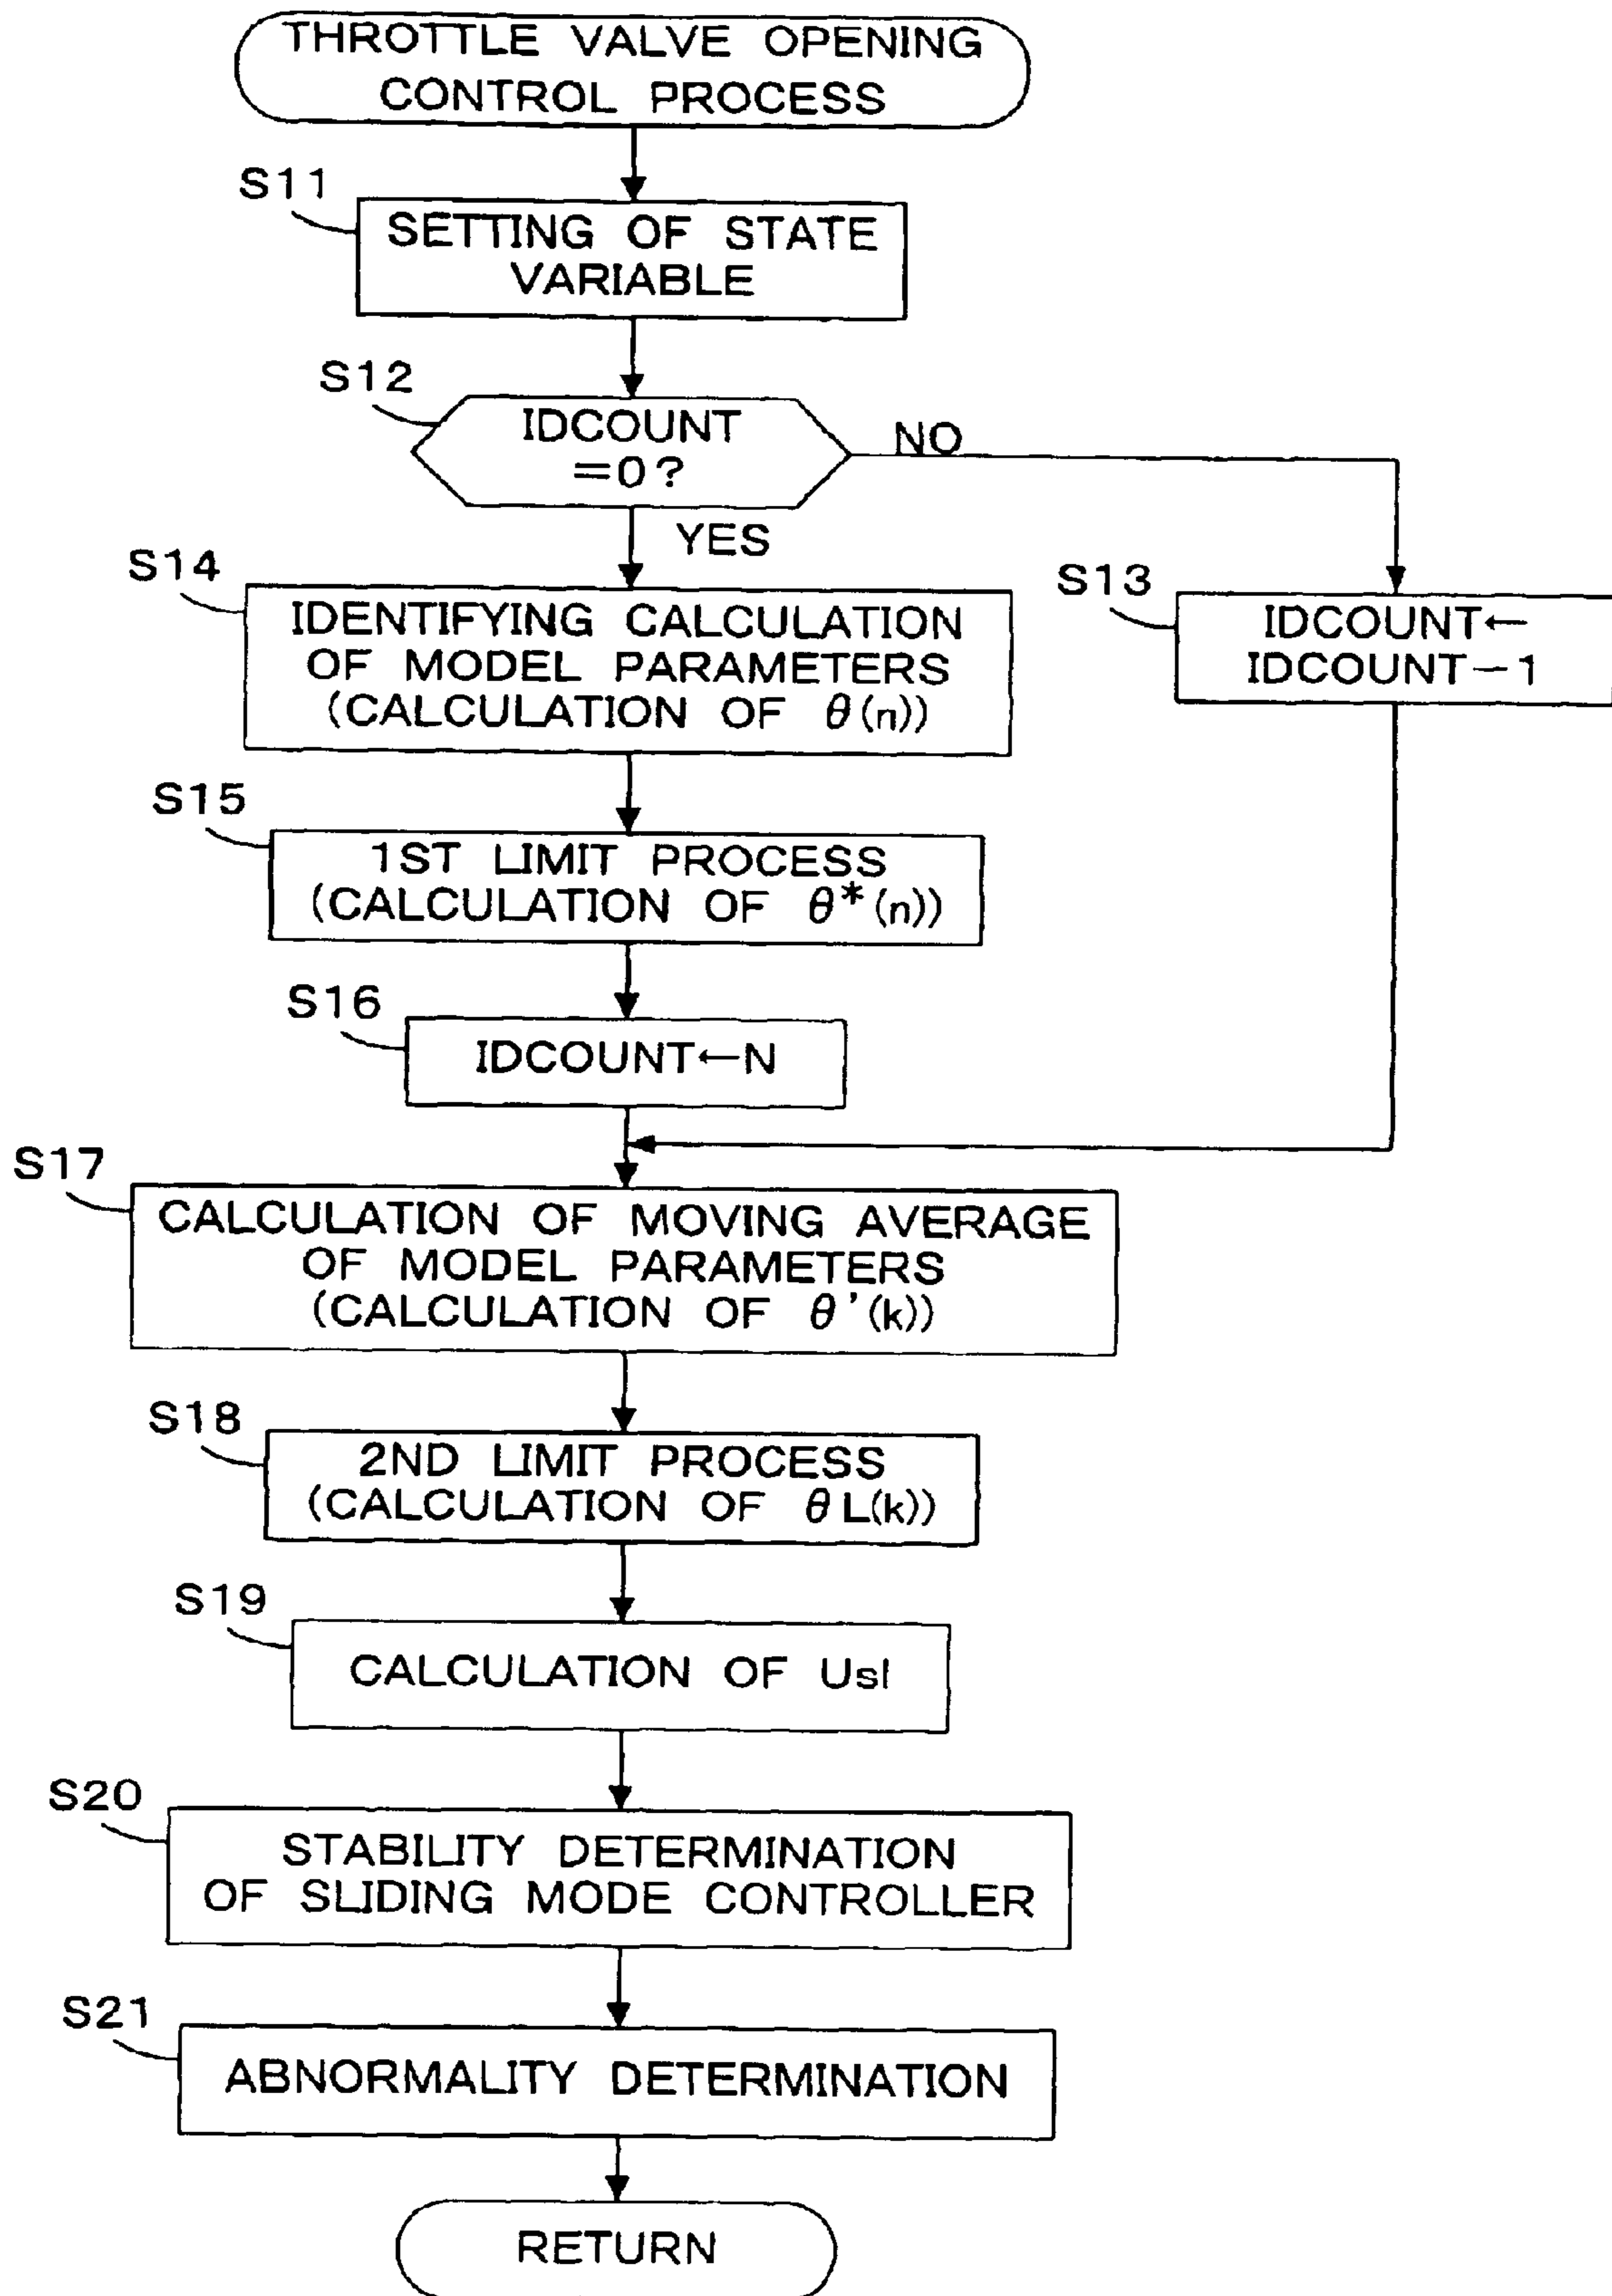 THROTTLE VALVE OPENING
CONTROL PROCESS
S11
SETTING OF STATE
VARIABLE
S12
IDCOUNT
=0?
NO
YES
S13
IDCOUNT←
IDCOUNT−1
S14
IDENTIFYING CALCULATION
OF MODEL PARAMETERS
(CALCULATION OF θ(n))
S15
1ST LIMIT PROCESS
(CALCULATION OF θ*(n))
S16
IDCOUNT←N
S17
CALCULATION OF MOVING AVERAGE
OF MODEL PARAMETERS
(CALCULATION OF θ'(k))
S18
2ND LIMIT PROCESS
(CALCULATION OF θL(k))
S19
CALCULATION OF Usl
S20
STABILITY DETERMINATION
OF SLIDING MODE CONTROLLER
S21
ABNORMALITY DETERMINATION
RETURN